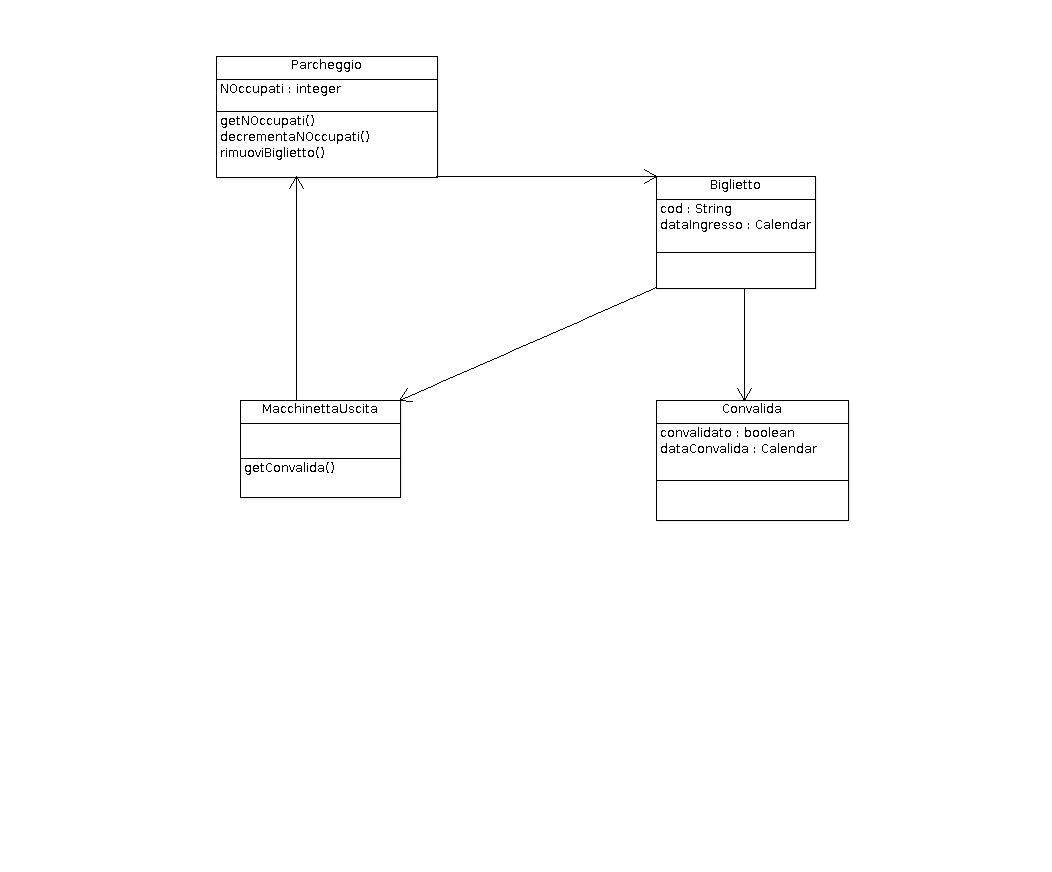 Parcheggio
NOccupati : integer
getNOccupati()
decrementaNOccupati()
rimuoviBiglietto()
Biglietto
cod : String
dataIngresso : Calendar
MacchinettaUscita
getConvalida()
Convalida
convalidato : boolean
dataConvalida : Calendar